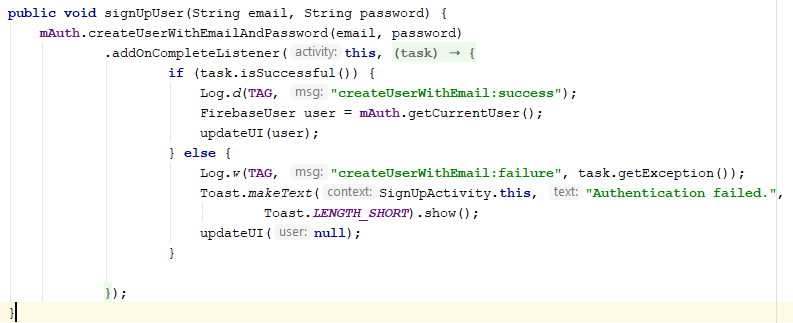 public void signUpUser(String email, String password) {
mAuth.createUserWithEmailAndPassword(email, password)
.addOnCompleteListener( activity: this, (task) → {
if (task.isSuccessful()) {
Log.d(TAG, msg: "createUserWithEmail:success");
FirebaseUser user = mAuth.getCurrentUser();
updateUI(user);
} else {
Log.w(TAG, msg: "createUserWithEmail:failure", task.getException());
Toast.makeText( context: SignUpActivity.this, text: "Authentication failed.",
Toast.LENGTH_SHORT).show();
updateUI( user: null);
}
});
}